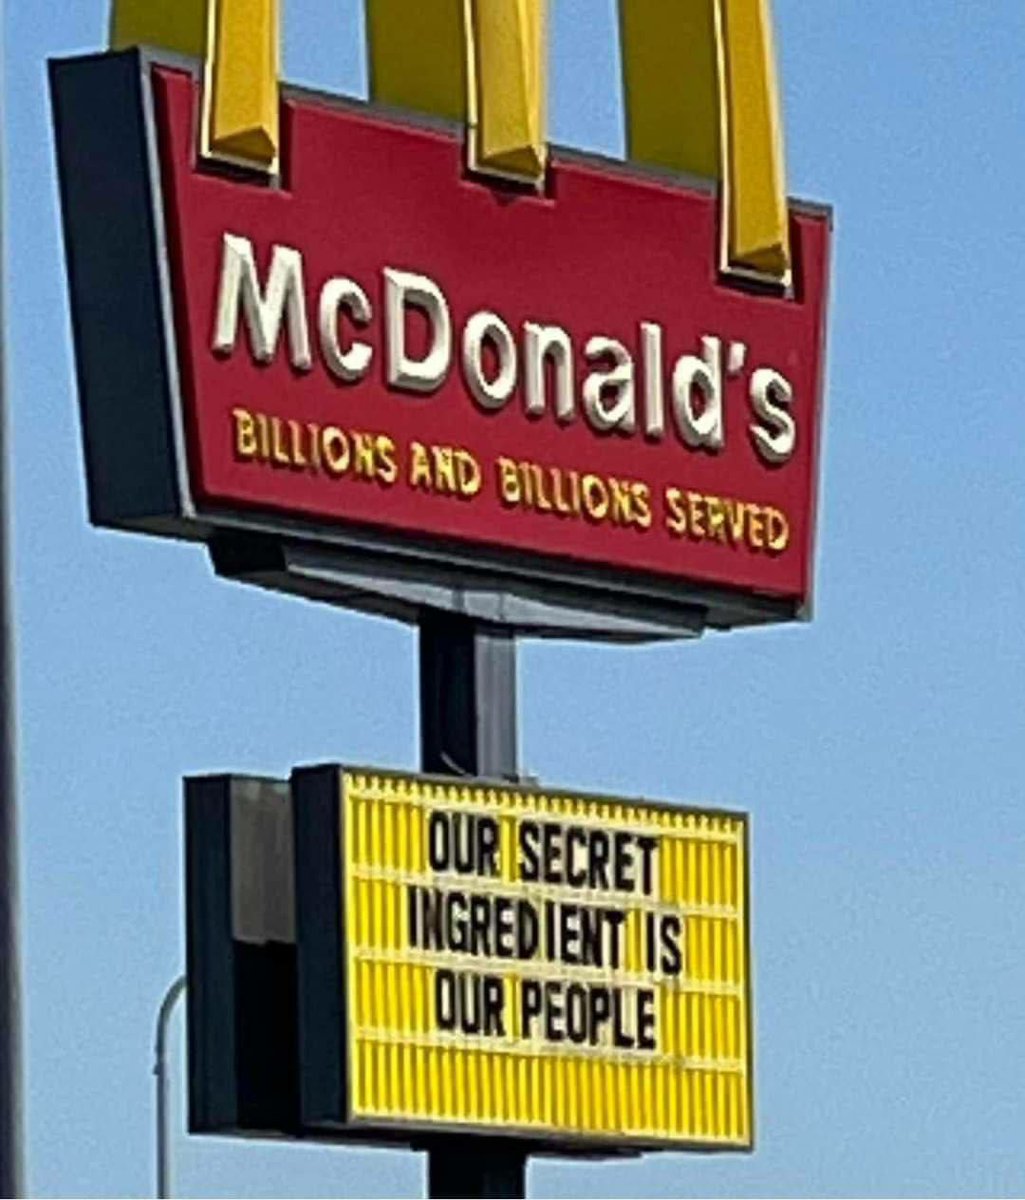 McDonald's
BILLIONS AND BILLIONS SERVED
OUR SECRET
INGREDIENT IS
OUR PEOPLE